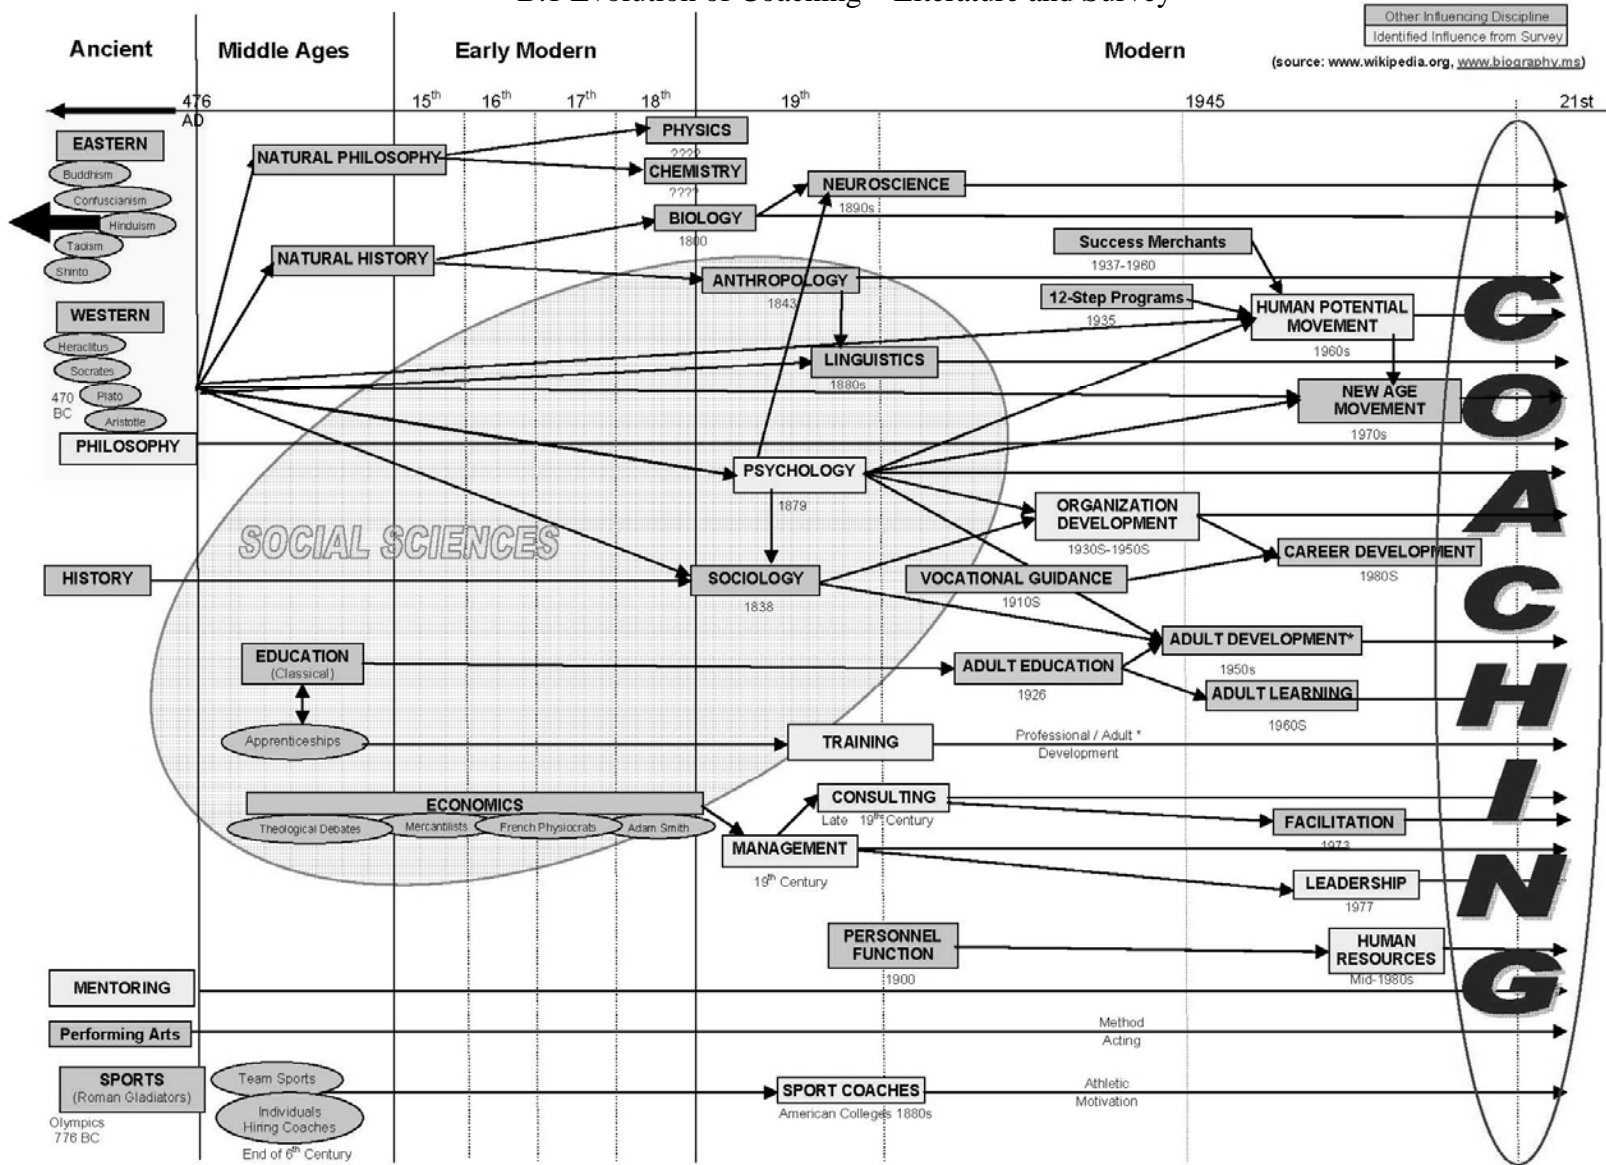 B.1 Evolution of Coaching – Literature and Survey
Other Influencing Discipline
Identified Influence from Survey
(source: www.wikipedia.org, www.biography.ms)
Ancient
Middle Ages
Early Modern
Modern
476
AD
15th
16th
17th
18th
19th
1945
21st
EASTERN
Buddhism
Confuscianism
Hinduism
Taoism
Shinto
WESTERN
Heraclitus
Socrates
470
BC
Plato
Aristotle
PHILOSOPHY
HISTORY
NATURAL PHILOSOPHY
NATURAL HISTORY
PHYSICS
????
CHEMISTRY
????
BIOLOGY
1800
NEUROSCIENCE
1890s
ANTHROPOLOGY
1843
LINGUISTICS
1880s
Success Merchants
1937-1960
12-Step Programs
1935
HUMAN POTENTIAL
MOVEMENT
1960s
NEW AGE
MOVEMENT
1970s
PSYCHOLOGY
1879
SOCIAL SCIENCES
SOCIOLOGY
1838
ORGANIZATION
DEVELOPMENT
1930S-1950S
CAREER DEVELOPMENT
1980S
VOCATIONAL GUIDANCE
1910S
EDUCATION
(Classical)
Apprenticeships
ADULT EDUCATION
1926
ADULT DEVELOPMENT*
1950s
ADULT LEARNING
1960S
TRAINING
Professional / Adult *
Development
ECONOMICS
Theological Debates
Mercantilists
French Physiocrats
Adam Smith
CONSULTING
Late 19th Century
MANAGEMENT
19th Century
FACILITATION
1973
LEADERSHIP
1977
PERSONNEL
FUNCTION
1900
HUMAN
RESOURCES
Mid-1980s
MENTORING
Performing Arts
Method
Acting
SPORTS
(Roman Gladiators)
Olympics
776 BC
Team Sports
Individuals
Hiring Coaches
End of 6th Century
SPORT COACHES
American Colleges 1880s
Athletic
Motivation
COACHING